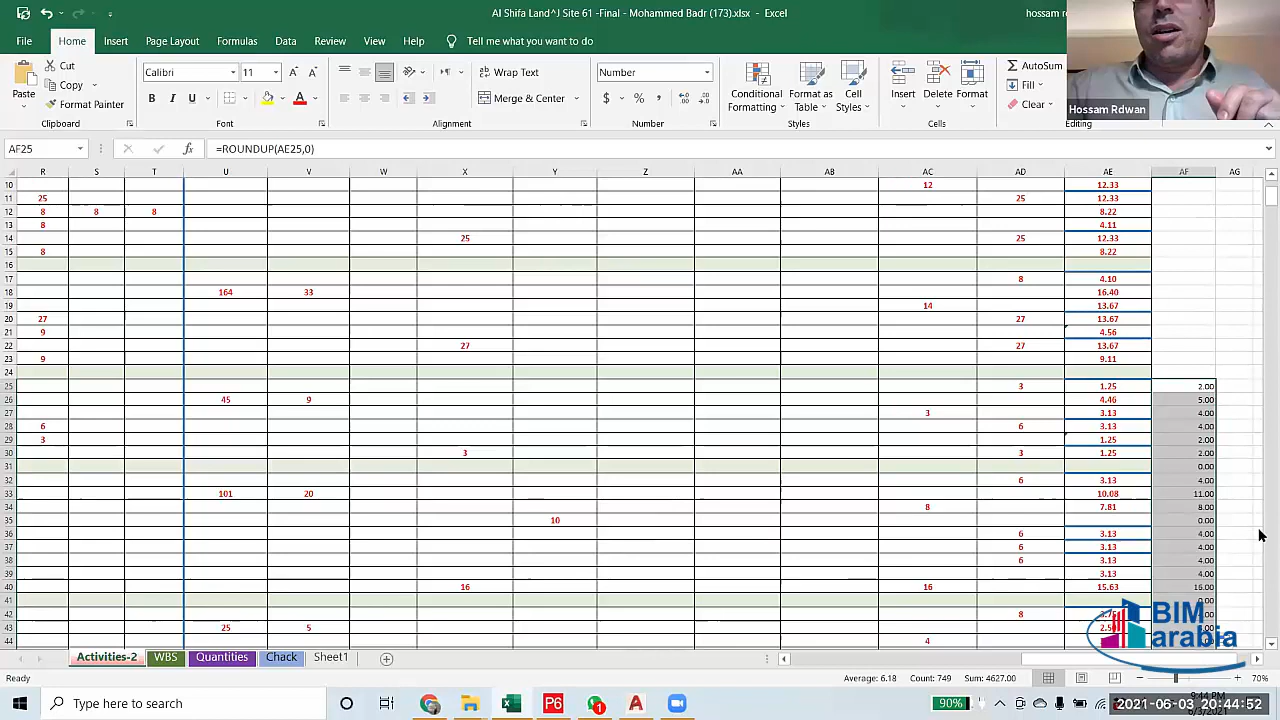 Al Shifa Land^J Site 61 -Final - Mohammed Badr (173).xlsx - Excel
hossam r
File Home Insert Page Layout Formulas Data Review View Help Tell me what you want to do
Paste
Cut
Copy
Format Painter
Clipboard
Calibri 11
B I U
Font
Wrap Text
Merge & Center
Alignment
Number
$ % ,
Number
Conditional Formatting
Format as Table
Cell Styles
Styles
Insert Delete Format
Cells
AutoSum
Fill
Clear
Editing
Hossam Rdwan
AF25 fx =ROUNDUP(AE25,0)
R S T U V W X Y Z AA AB AC AD AE AF AG
10 12 12.33
11 25 25 12.33
12 8 8 8 8.22
13 8 4.11
14 25 25 12.33
15 8 8.22
16
17 8 4.10
18 164 33 16.40
19 14 13.67
20 27 27 13.67
21 9 4.56
22 27 27 13.67
23 9 9.11
24
25 3 1.25 2.00
26 45 9 4.46 5.00
27 3 3.13 4.00
28 6 6 3.13 4.00
29 3 1.25 2.00
30 3 3 1.25 2.00
31 0.00
32 6 3.13 4.00
33 101 20 10.08 11.00
34 8 7.81 8.00
35 10 0.00
36 6 3.13 4.00
37 6 3.13 4.00
38 6 3.13 4.00
39 3.13 4.00
40 16 16 15.63 16.00
41
42 8
43 25 5
44 4
BIM
arabia
Activities-2 WBS Quantities Chack Sheet1
Ready Average: 6.18 Count: 749 Sum: 4627.00 70%
Type here to search
P6
1
90%
9:44 PM
2021-06-03 20:44:52